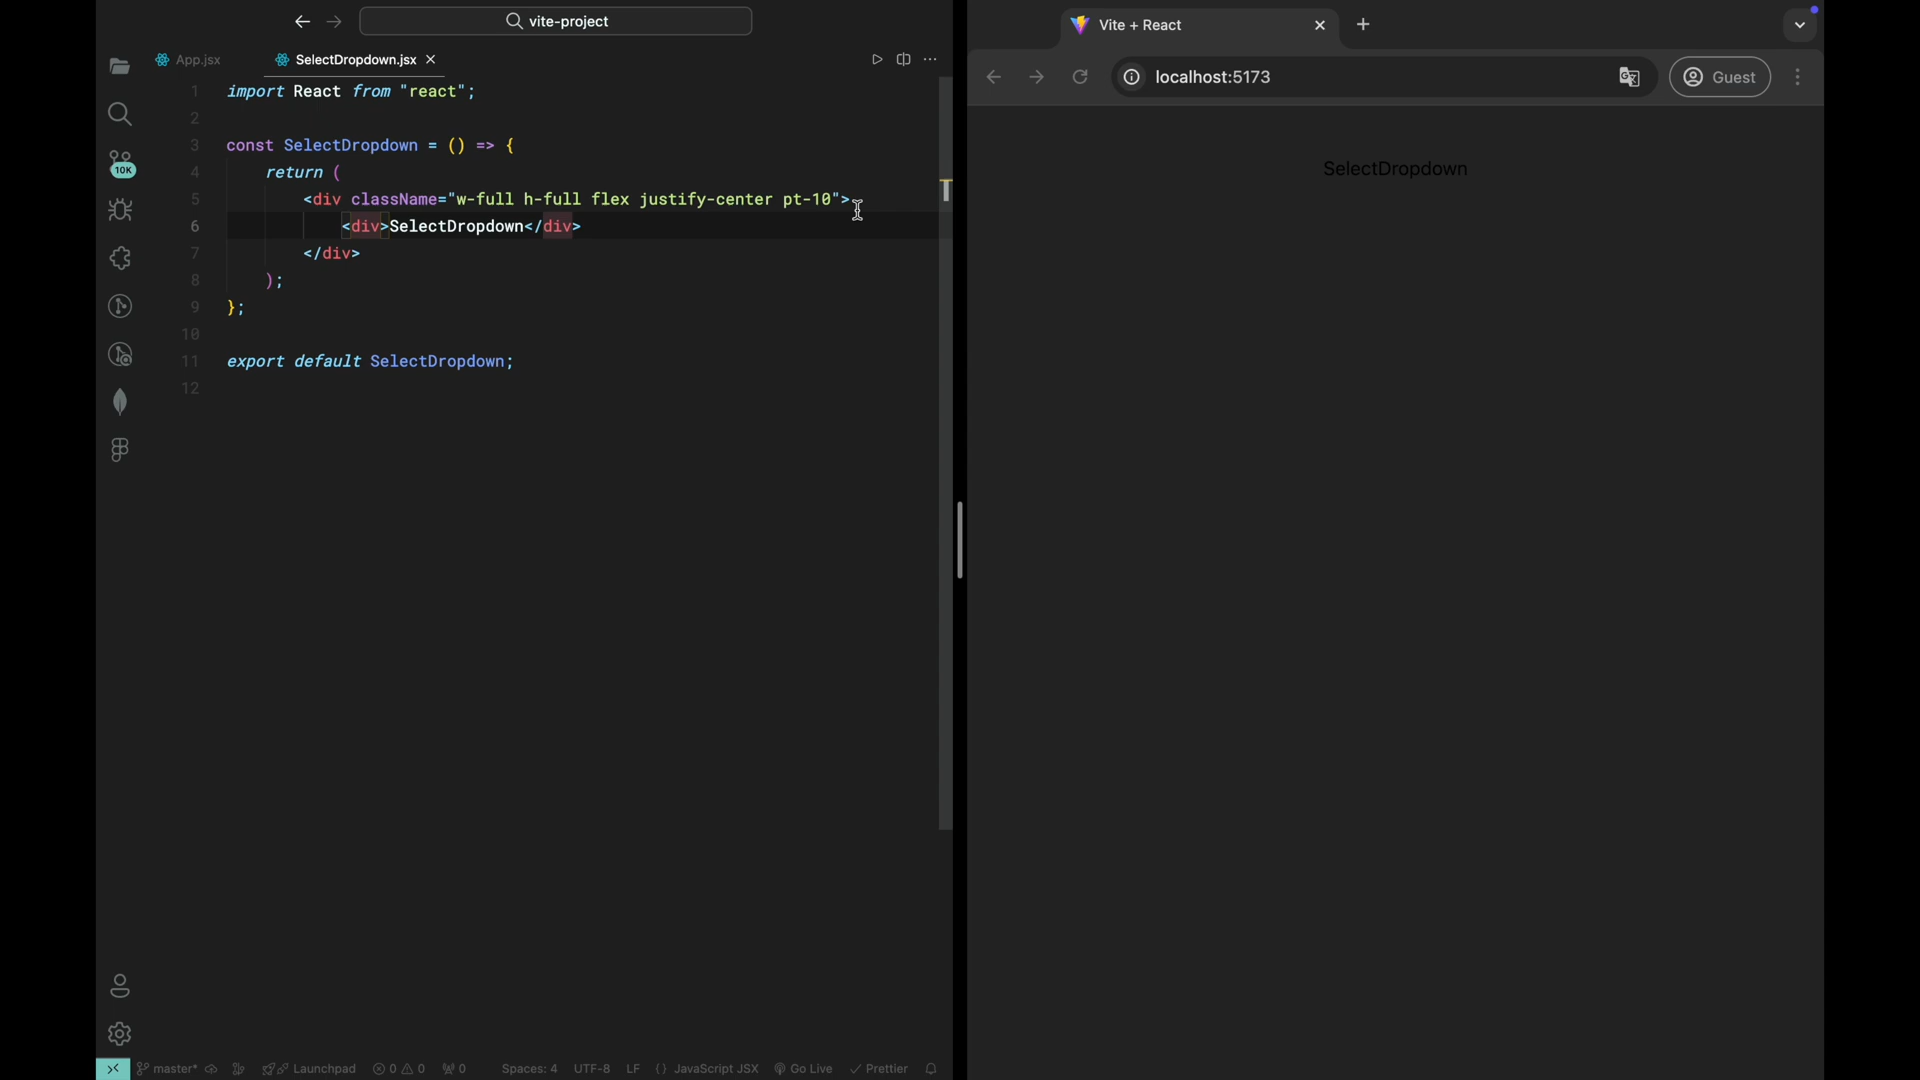 vite-project
App.jsx
SelectDropdown.jsx
10K
1 import React from "react";
2
3 const SelectDropdown = () => {
4 return (
5 <div className="w-full h-full flex justify-center pt-10">
6 <div>SelectDropdown</div>
7 </div>
8 );
9 };
10
11 export default SelectDropdown;
12
master* Launchpad 0 0 0 Spaces: 4 UTF-8 LF {} JavaScript JSX Go Live Prettier
Vite + React
localhost:5173
Guest
SelectDropdown